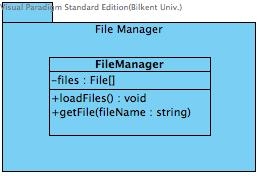 Visual Paradigm Standard Edition(Bilkent Univ.)
File Manager
FileManager
-files : File[]
+loadFiles() : void
+getFile(fileName : string)